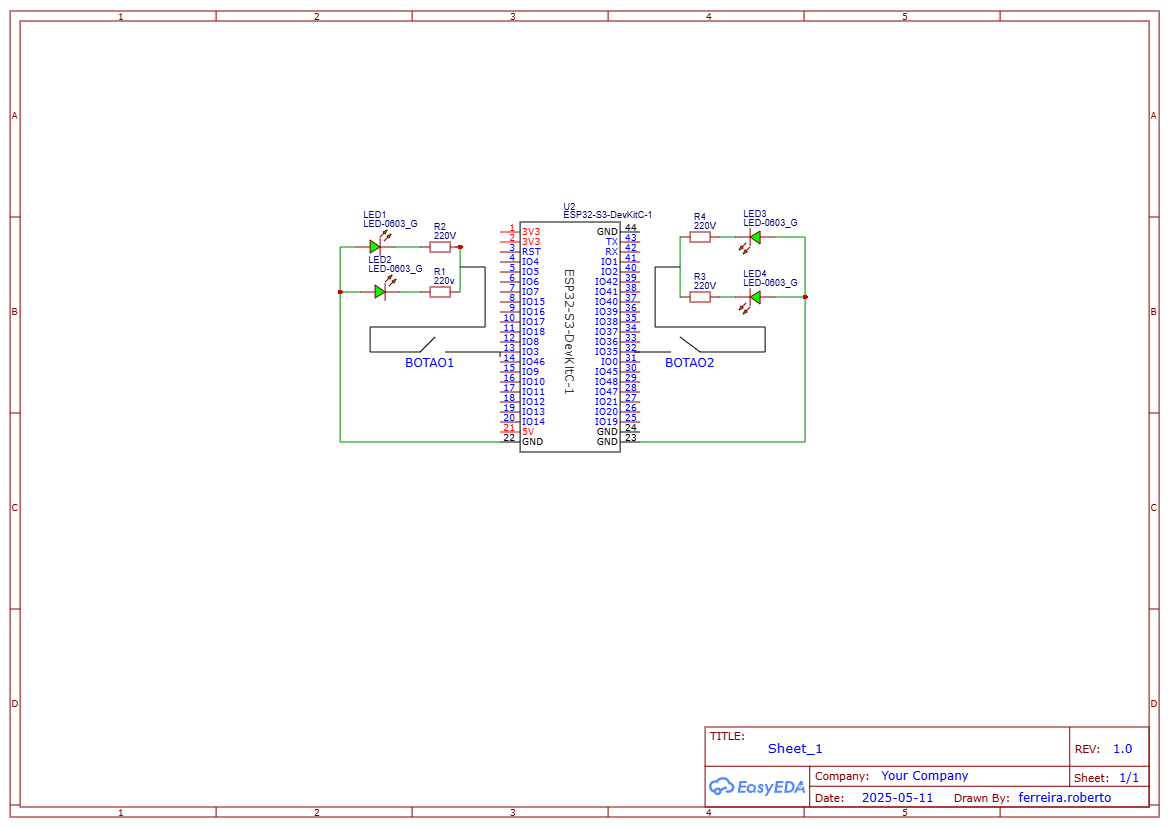 1 2 3 4 5
A A
B B
C C
D D
LED1
LED-0603_G
R2
220V
LED2
LED-0603_G
R1
220v
BOTAO1
U2
ESP32-S3-DevKitC-1
ESP32-S3-DevKitC-1
1 3V3
2 3V3
3 RST
4 IO4
5 IO5
6 IO6
7 IO7
8 IO15
9 IO16
10 IO17
11 IO18
12 IO8
13 IO3
14 IO46
15 IO9
16 IO10
17 IO11
18 IO12
19 IO13
20 IO14
21 5V
22 GND
GND 44
TX 43
RX 42
IO1 41
IO2 40
IO42 39
IO41 38
IO40 37
IO39 36
IO38 35
IO37 34
IO36 33
IO35 32
IO0 31
IO45 30
IO48 29
IO47 28
IO21 27
IO20 26
IO19 25
GND 24
GND 23
R4
220V
LED3
LED-0603_G
R3
220V
LED4
LED-0603_G
BOTAO2
TITLE:
Sheet_1
REV: 1.0
EasyEDA
Company: Your Company
Sheet: 1/1
Date: 2025-05-11 Drawn By: ferreira.roberto
1 2 3 4 5